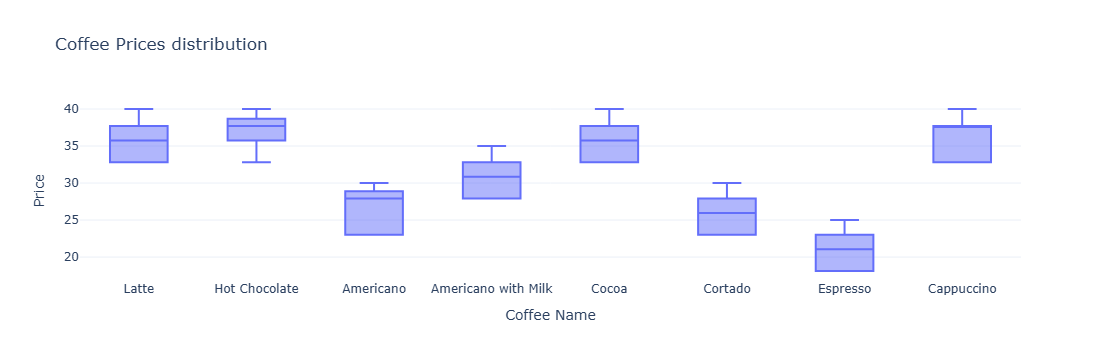 Coffee Prices distribution
40
35
30
25
20
Price
Latte
Hot Chocolate
Americano
Americano with Milk
Cocoa
Cortado
Espresso
Cappuccino
Coffee Name